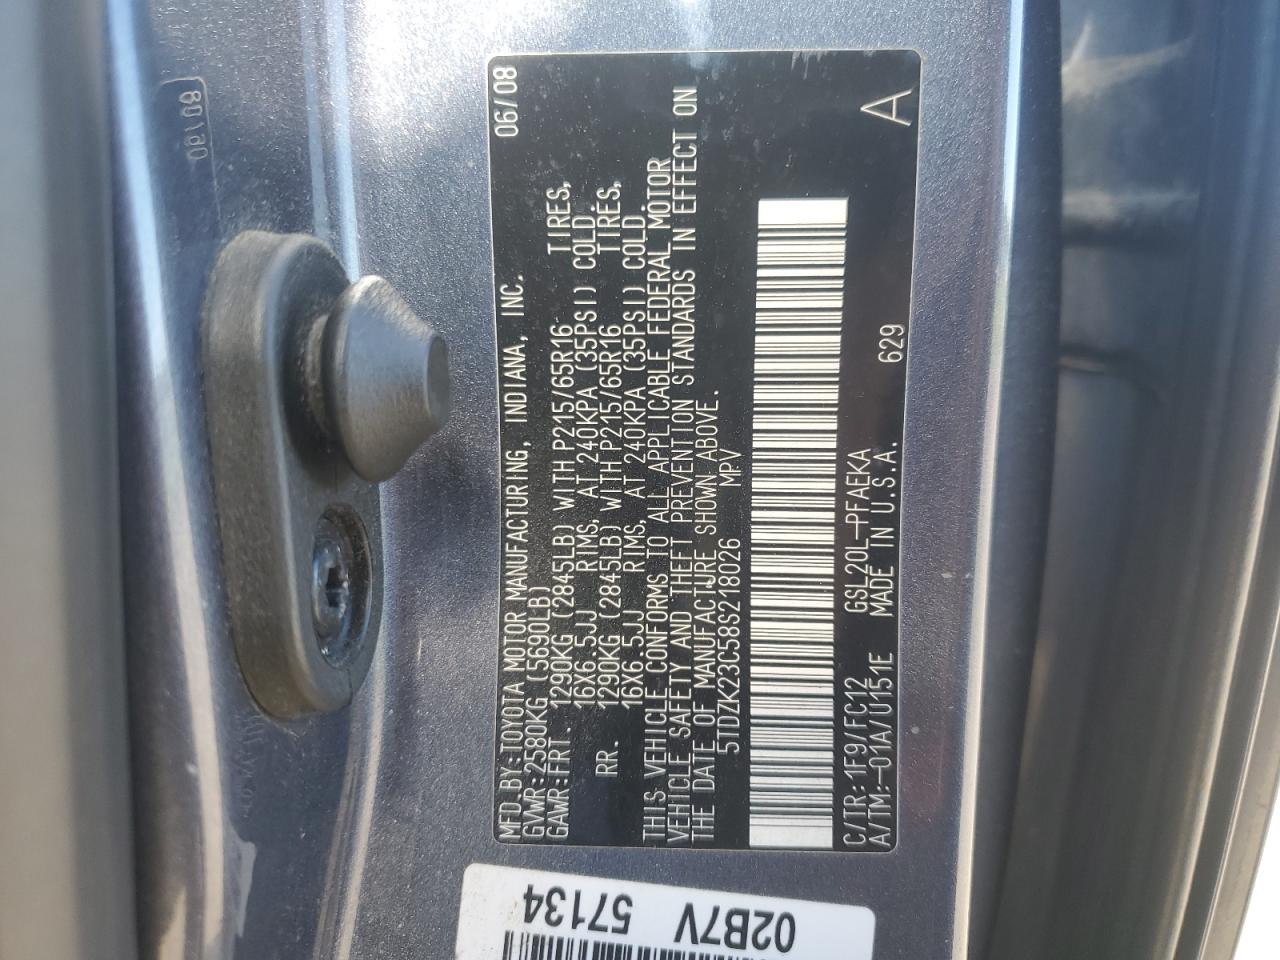 MFD.BY:TOYOTA MOTOR MANUFACTURING, INDIANA, INC. 06/08
GVWR:2580KG (5690LB)
GAWR:FRT. 1290KG (2845LB) WITH P215/65R16 TIRES,
16X6.5JJ RIMS, AT 240KPA (35PSI) COLD.
RR. 1290KG (2845LB) WITH P215/65R16 TIRES,
16X6.5JJ RIMS, AT 240KPA (35PSI) COLD.
THIS VEHICLE CONFORMS TO ALL APPLICABLE FEDERAL MOTOR
VEHICLE SAFETY AND THEFT PREVENTION STANDARDS IN EFFECT ON
THE DATE OF MANUFACTURE SHOWN ABOVE.
5TDZK23C58S218026 MPV
C/TR:1F9/FC12 GSL20L-PFAEKA 629
A/TM:-01A/U151E MADE IN U.S.A.
A
02B7V
57134